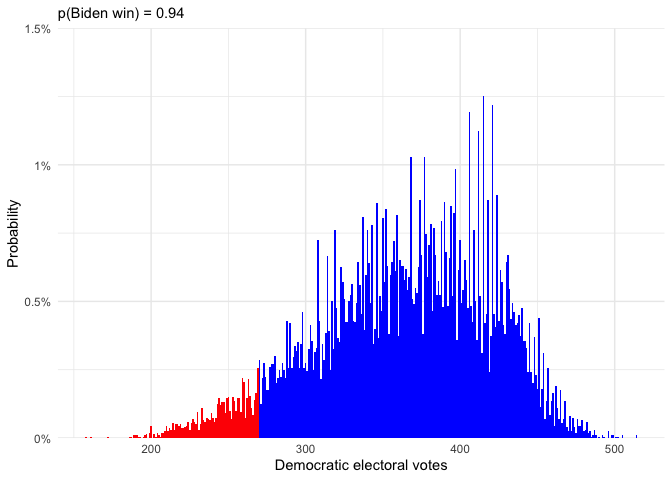 p(Biden win) = 0.94
1.5%
1%
0.5%
0%
Probability
200
300
400
500
Democratic electoral votes